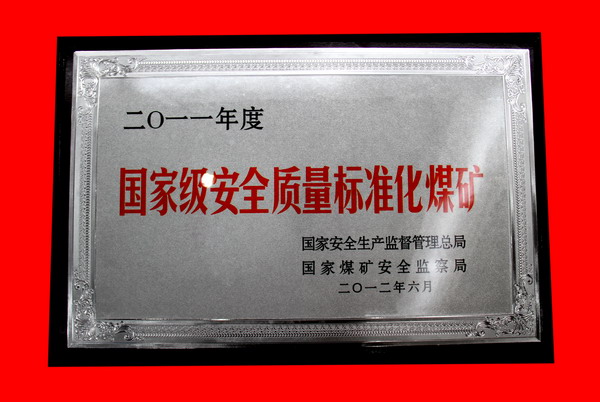 二〇一一年度
国家级安全质量标准化煤矿
国家安全生产监督管理总局
国家煤矿安全监察局
二〇一二年六月